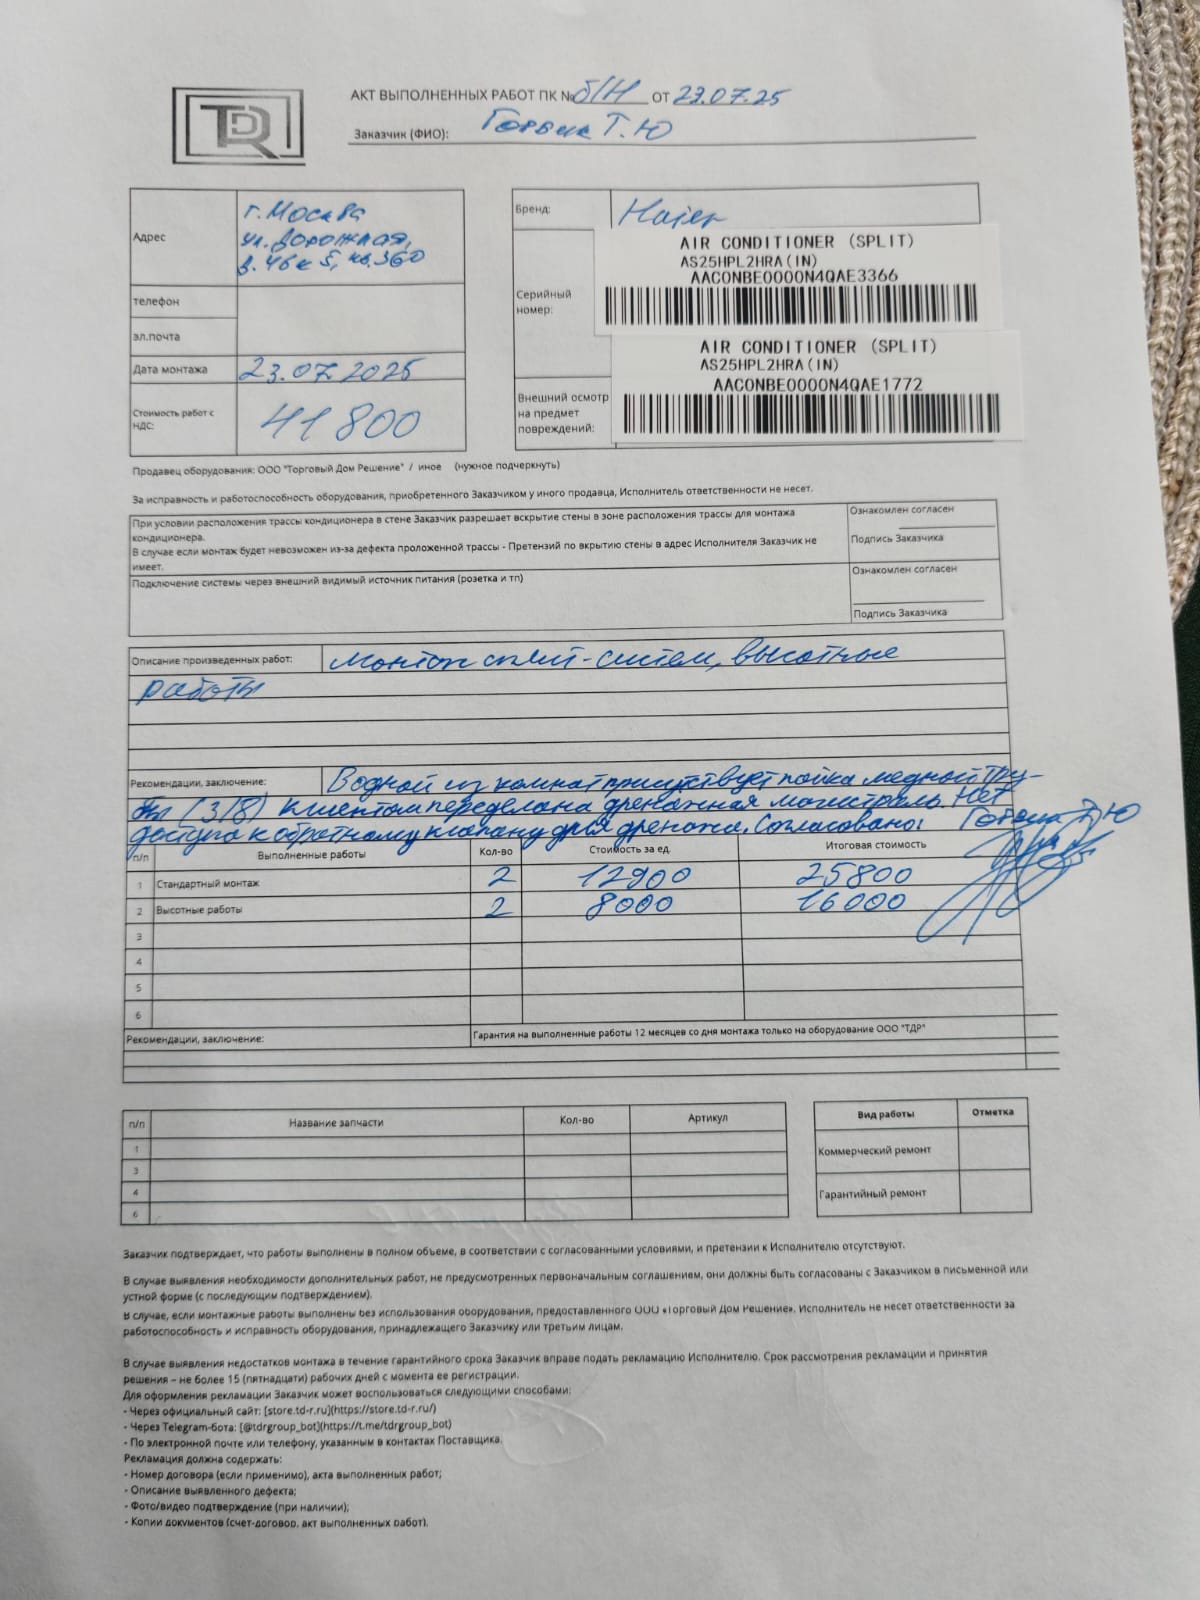 TDR
АКТ ВЫПОЛНЕННЫХ РАБОТ ПК № б/Н ОТ 23.07.25
Заказчик (ФИО): Т.Ю
Адрес
г. Москва
ул. Дорожная,
д. 46 к 5, кв. 360
телефон
эл.почта
Дата монтажа 23.07.2025
Стоимость работ с
НДС:
41 800
Бренд: Haier
AIR CONDITIONER (SPLIT)
AS25HPL2HRA(IN)
AAC0NBE0000N4QAE3366
Серийный
номер:
AIR CONDITIONER (SPLIT)
AS25HPL2HRA(IN)
AAC0NBE0000N4QAE1772
Внешний осмотр
на предмет
повреждений:
Продавец оборудования: ООО "Торговый Дом Решение" / иное (нужное подчеркнуть)
За исправность и работоспособность оборудования, приобретенного Заказчиком у иного продавца, Исполнитель ответственности не несет.
При условии расположения трассы кондиционера в стене Заказчик разрешает вскрытие стены в зоне расположения трассы для монтажа
кондиционера.
В случае если монтаж будет невозможен из-за дефекта проложенной трассы - Претензий по вкрытию стены в адрес Исполнителя Заказчик не
имеет.
Ознакомлен согласен
Подпись Заказчика
Подключение системы через внешний видимый источник питания (розетка и тп)
Ознакомлен согласен
Подпись Заказчика
Описание произведенных работ: Монтаж сплит-систем, высотные
работы
Рекомендации, заключение: В одной из комнат присутствует пайка медной тру-
бы (3/8) Клиентом переделана дренажная магистраль. Нет
доступа к обратному клапану для дренажа. Согласовано: Т.Ю
п/п Выполненные работы Кол-во Стоимость за ед. Итоговая стоимость
1 Стандартный монтаж 2 12900 25800
2 Высотные работы 2 8000 16000
3
4
5
6
Рекомендации, заключение: Гарантия на выполненные работы 12 месяцев со дня монтажа только на оборудование ООО "ТДР"
п/п Название запчасти Кол-во Артикул
1
3
4
6
Вид работы Отметка
Коммерческий ремонт
Гарантийный ремонт
Заказчик подтверждает, что работы выполнены в полном объеме, в соответствии с согласованными условиями, и претензии к Исполнителю отсутствуют.
В случае выявления необходимости дополнительных работ, не предусмотренных первоначальным соглашением, они должны быть согласованы с Заказчиком в письменной или
устной форме (с последующим подтверждением).
В случае, если монтажные работы выполнены без использования оборудования, предоставленного ООО «Торговый Дом Решение». Исполнитель не несет ответственности за
работоспособность и исправность оборудования, принадлежащего Заказчику или третьим лицам.
В случае выявления недостатков монтажа в течение гарантийного срока Заказчик вправе подать рекламацию Исполнителю. Срок рассмотрения рекламации и принятия
решения – не более 15 (пятнадцати) рабочих дней с момента ее регистрации.
Для оформления рекламации Заказчик может воспользоваться следующими способами:
- Через официальный сайт: [store.td-r.ru](https://store.td-r.ru/)
- Через Telegram-бота: [@tdrgroup_bot](https://t.me/tdrgroup_bot)
- По электронной почте или телефону, указанным в контактах Поставщика.
Рекламация должна содержать:
- Номер договора (если применимо), акта выполненных работ;
- Описание выявленного дефекта;
- Фото/видео подтверждение (при наличии);
- Копии документов (счет-договор, акт выполненных работ).